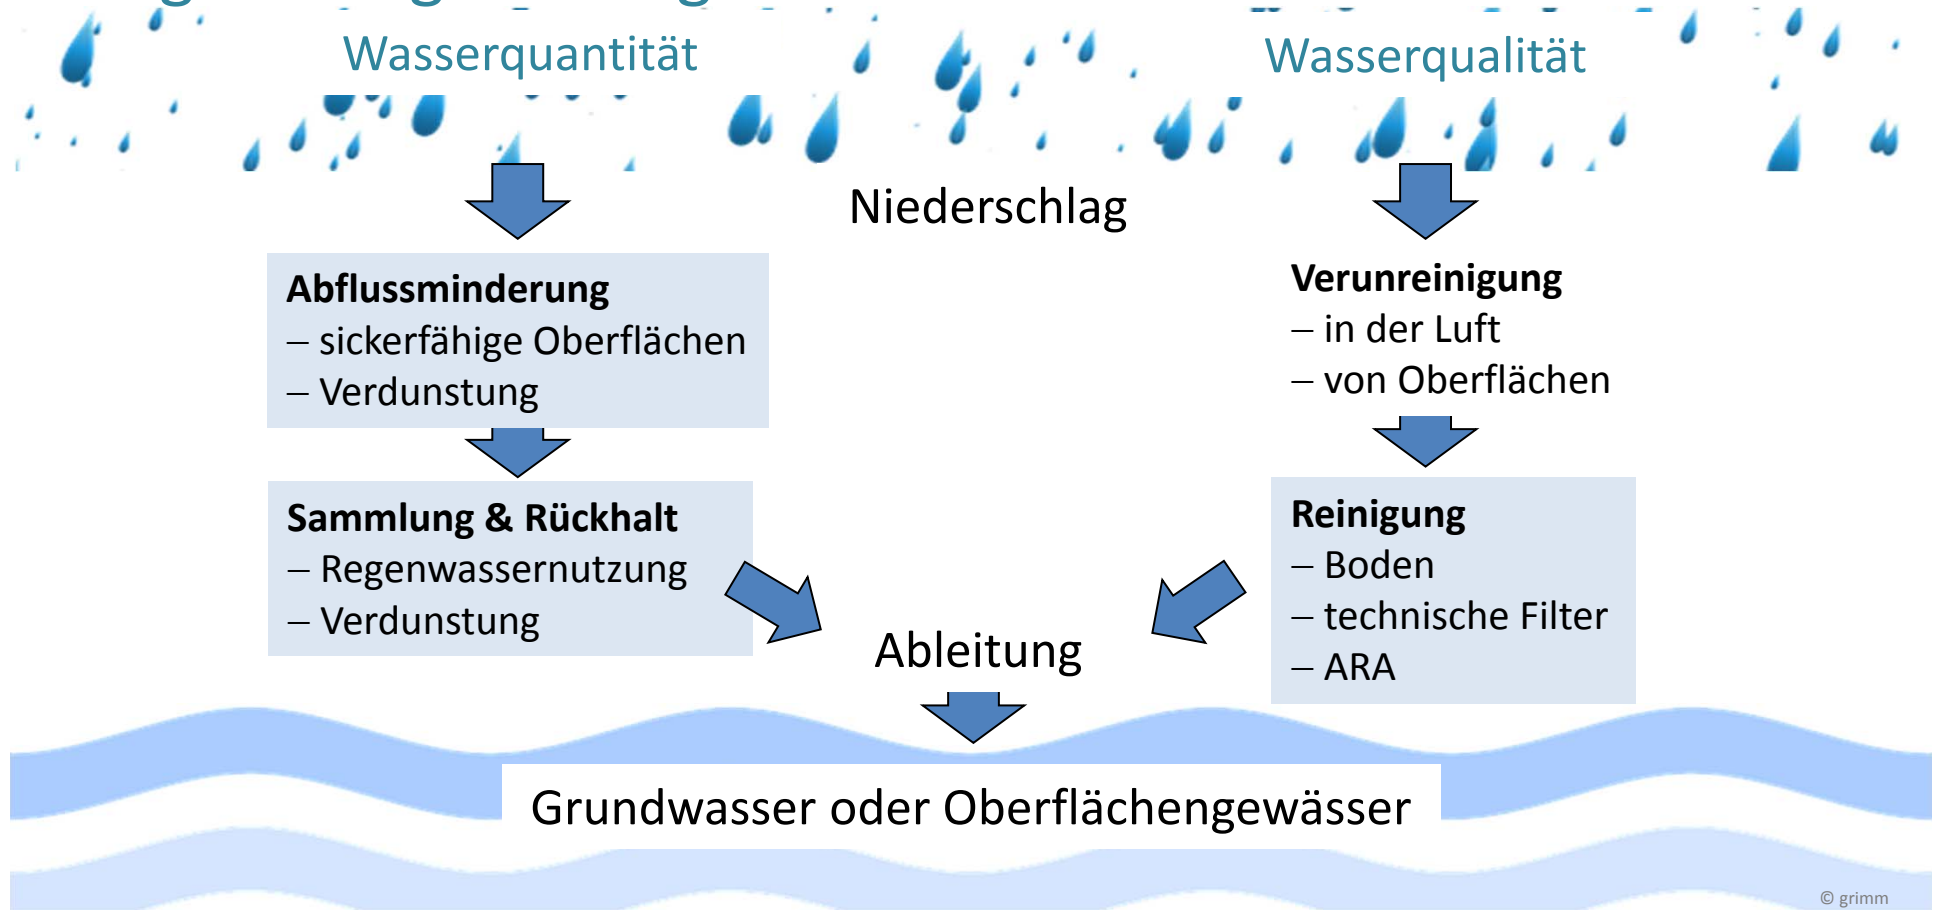 Wasserquantität
Wasserqualität
Niederschlag
Abflussminderung
– sickerfähige Oberflächen
– Verdunstung
Verunreinigung
– in der Luft
– von Oberflächen
Sammlung & Rückhalt
– Regenwassernutzung
– Verdunstung
Reinigung
– Boden
– technische Filter
– ARA
Ableitung
Grundwasser oder Oberflächengewässer
© grimm